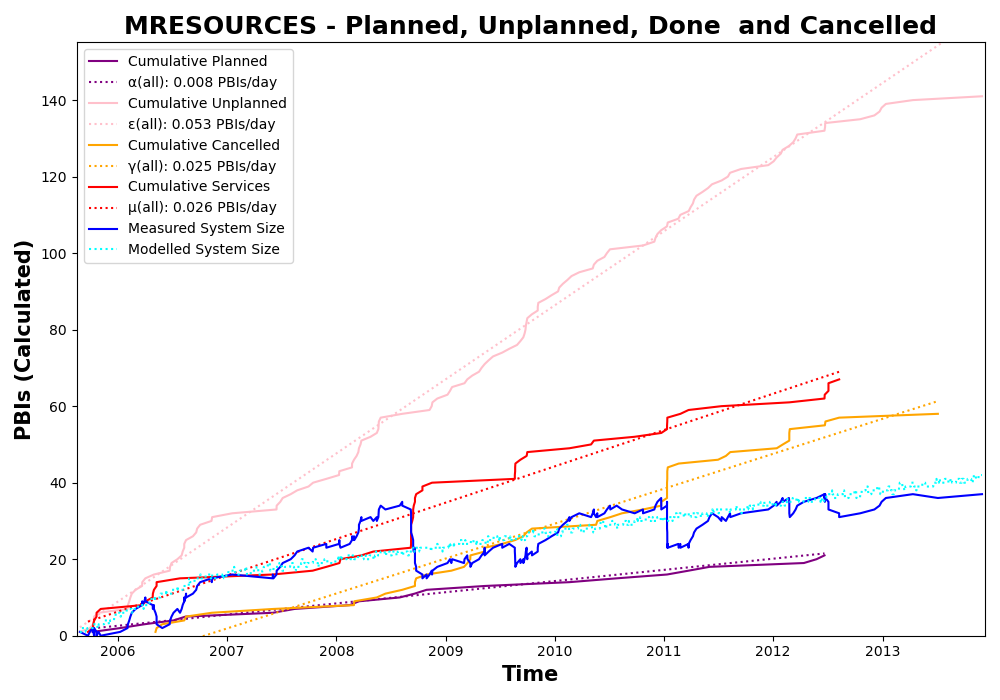 MRESOURCES - Planned, Unplanned, Done  and Cancelled
Cumulative Planned
α(all): 0.008 PBIs/day
Cumulative Unplanned
ε(all): 0.053 PBIs/day
Cumulative Cancelled
γ(all): 0.025 PBIs/day
Cumulative Services
μ(all): 0.026 PBIs/day
Measured System Size
Modelled System Size
PBIs (Calculated)
140
120
100
80
60
40
20
0
2006 2007 2008 2009 2010 2011 2012 2013
Time